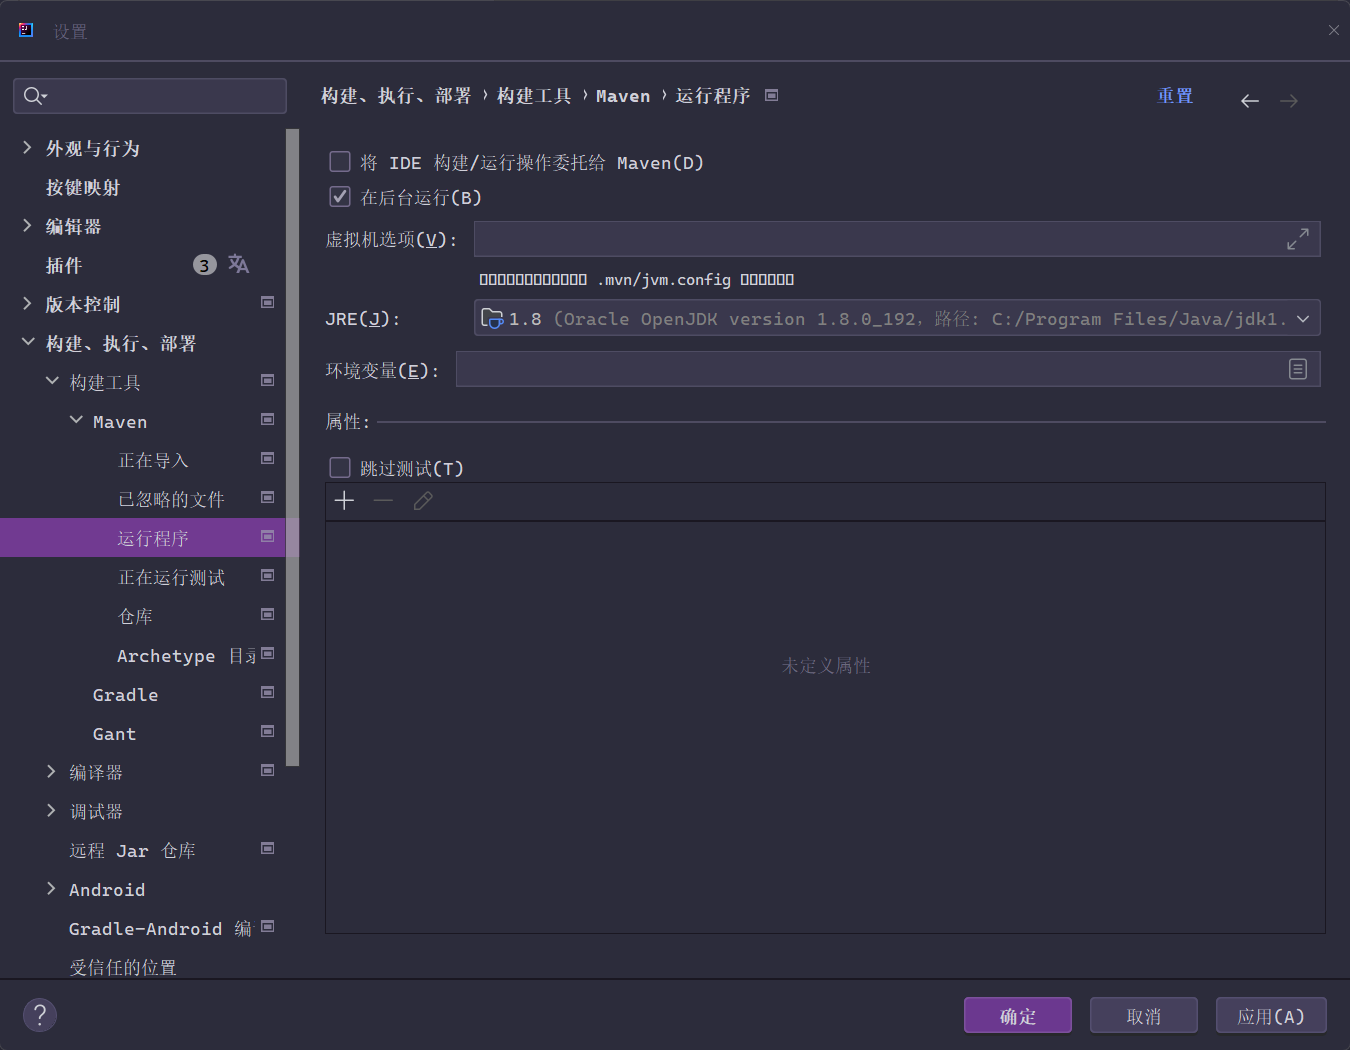 设置
构建、执行、部署 › 构建工具 › Maven › 运行程序
重置
外观与行为
按键映射
编辑器
插件 3
版本控制
构建、执行、部署
构建工具
Maven
正在导入
已忽略的文件
运行程序
正在运行测试
仓库
Archetype 目录
Gradle
Gant
编译器
调试器
远程 Jar 仓库
Android
Gradle-Android 编
受信任的位置
将 IDE 构建/运行操作委托给 Maven(D)
在后台运行(B)
虚拟机选项(V):
.mvn/jvm.config
JRE(J): 1.8 (Oracle OpenJDK version 1.8.0_192, 路径: C:/Program Files/Java/jdk1.
环境变量(E):
属性:
跳过测试(T)
未定义属性
?
确定
取消
应用(A)